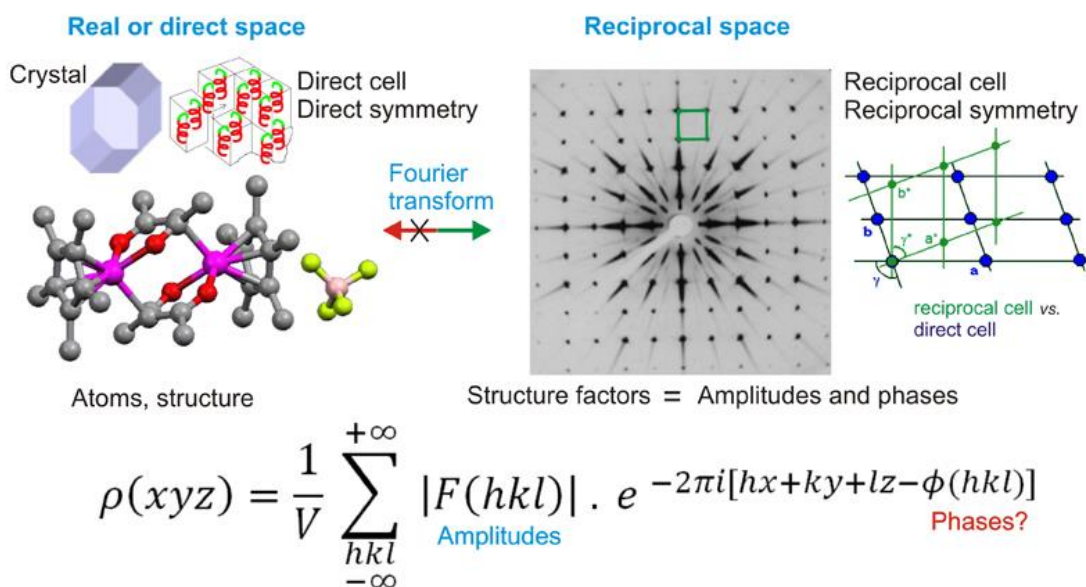 Real or direct space
Reciprocal space
Crystal
Direct cell
Direct symmetry
Reciprocal cell
Reciprocal symmetry
Fourier
transform
b*
γ*
a*
b
γ
a
reciprocal cell vs.
direct cell
Atoms, structure
Structure factors = Amplitudes and phases
ρ(xyz) = 1/V ∑ +∞ hkl −∞ |F(hkl)| . e −2πi[hx+ky+lz−ϕ(hkl)]
Amplitudes
Phases?